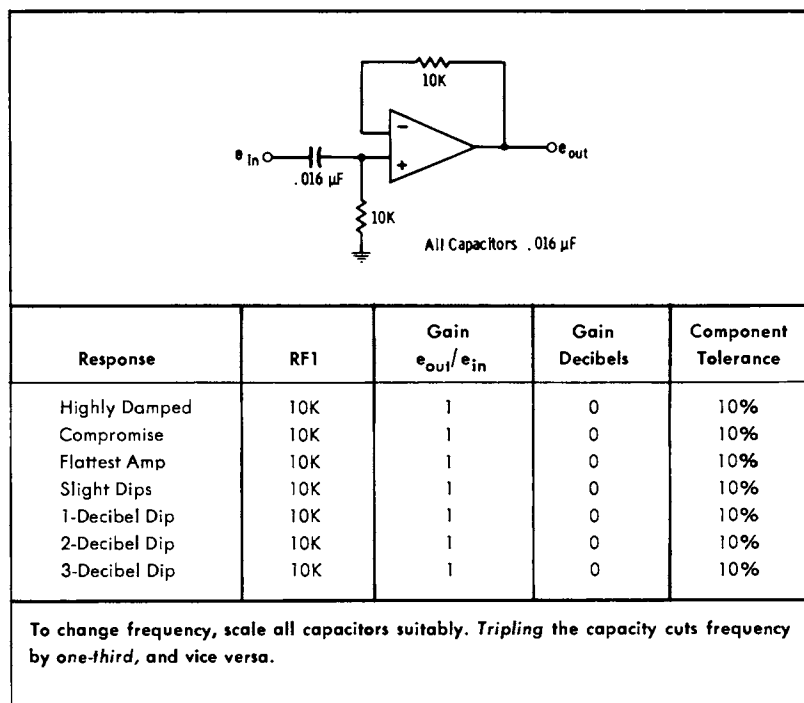 10K
−
+
e in
e out
.016 µF
10K
All Capacitors .016 µF
Response RF1 Gain e out/e in Gain Decibels Component Tolerance
Highly Damped 10K 1 0 10%
Compromise 10K 1 0 10%
Flattest Amp 10K 1 0 10%
Slight Dips 10K 1 0 10%
1-Decibel Dip 10K 1 0 10%
2-Decibel Dip 10K 1 0 10%
3-Decibel Dip 10K 1 0 10%
To change frequency, scale all capacitors suitably. Tripling the capacity cuts frequency
by one-third, and vice versa.